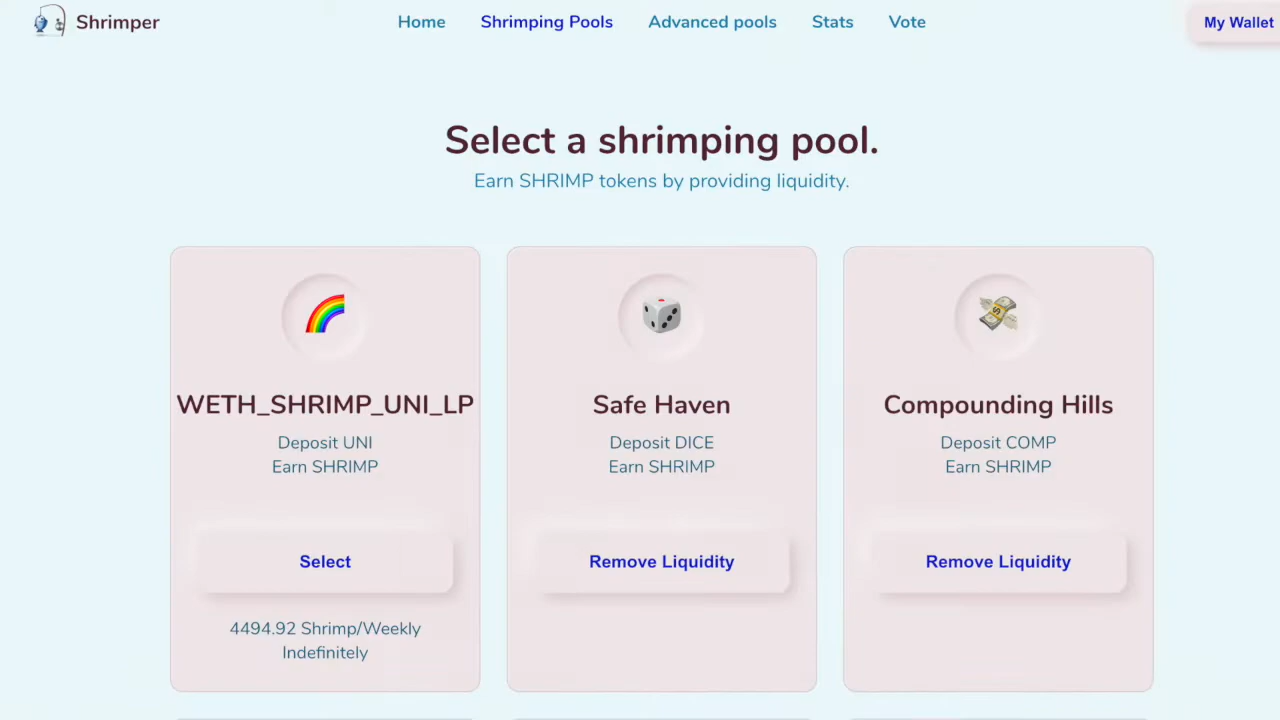 Shrimper
Home
Shrimping Pools
Advanced pools
Stats
Vote
My Wallet
Select a shrimping pool.
Earn SHRIMP tokens by providing liquidity.
WETH_SHRIMP_UNI_LP
Deposit UNI
Earn SHRIMP
Select
4494.92 Shrimp/Weekly
Indefinitely
Safe Haven
Deposit DICE
Earn SHRIMP
Remove Liquidity
Compounding Hills
Deposit COMP
Earn SHRIMP
Remove Liquidity